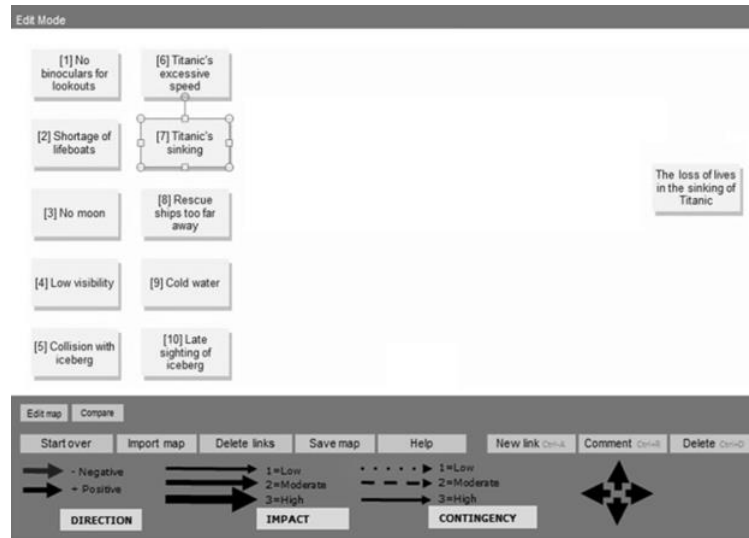 Edit Mode
[1] No
binoculars for
lookouts
[6] Titanic's
excessive
speed
[2] Shortage of
lifeboats
[7] Titanic's
sinking
The loss of lives
in the sinking of
Titanic
[3] No moon
[8] Rescue
ships too far
away
[4] Low visibility
[9] Cold water
[5] Collision with
iceberg
[10] Late
sighting of
iceberg
Edit map Compare
Start over Import map Delete links Save map Help New link Ctrl-A Comment Ctrl+R Delete Ctrl+D
- Negative
+ Positive
DIRECTION
1=Low
2=Moderate
3=High
IMPACT
1=Low
2=Moderate
3=High
CONTINGENCY